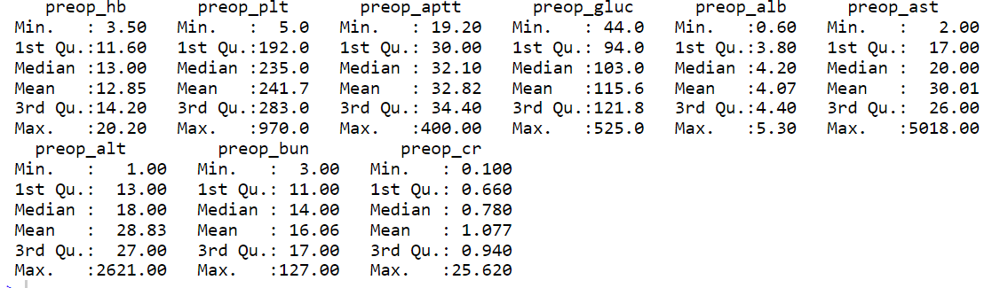 preop_hb preop_plt preop_aptt preop_gluc preop_alb preop_ast
Min. : 3.50 Min. : 5.0 Min. : 19.20 Min. : 44.0 Min. :0.60 Min. : 2.00
1st Qu.:11.60 1st Qu.:192.0 1st Qu.: 30.00 1st Qu.: 94.0 1st Qu.:3.80 1st Qu.: 17.00
Median :13.00 Median :235.0 Median : 32.10 Median :103.0 Median :4.20 Median : 20.00
Mean :12.85 Mean :241.7 Mean : 32.82 Mean :115.6 Mean :4.07 Mean : 30.01
3rd Qu.:14.20 3rd Qu.:283.0 3rd Qu.: 34.40 3rd Qu.:121.8 3rd Qu.:4.40 3rd Qu.: 26.00
Max. :20.20 Max. :970.0 Max. :400.00 Max. :525.0 Max. :5.30 Max. :5018.00
preop_alt preop_bun preop_cr
Min. : 1.00 Min. : 3.00 Min. : 0.100
1st Qu.: 13.00 1st Qu.: 11.00 1st Qu.: 0.660
Median : 18.00 Median : 14.00 Median : 0.780
Mean : 28.83 Mean : 16.06 Mean : 1.077
3rd Qu.: 27.00 3rd Qu.: 17.00 3rd Qu.: 0.940
Max. :2621.00 Max. :127.00 Max. :25.620